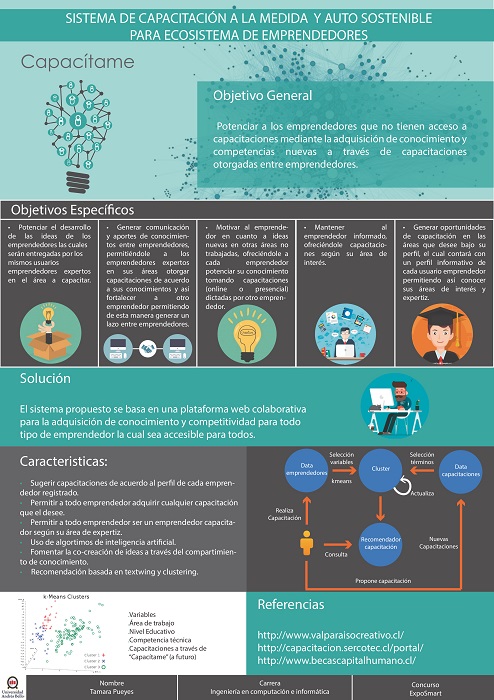 SISTEMA DE CAPACITACIÓN A LA MEDIDA Y AUTO SOSTENIBLE
PARA ECOSISTEMA DE EMPRENDEDORES
Capacítame
Objetivo General
Potenciar a los emprendedores que no tienen acceso a
capacitaciones mediante la adquisición de conocimiento y
competencias nuevas a través de capacitaciones
otorgadas entre emprendedores.
Objetivos Específicos
• Potenciar el desarrollo
de las ideas de los
emprendedores las cuales
serán entregadas por los
mismos usuarios
emprendedores expertos
en el área a capacitar.
• Generar comunicación
y aportes de conocimien-
tos entre emprendedores,
permitiéndole a los
emprendedores expertos
en sus áreas otorgar
capacitaciones de acuerdo
a sus conocimientos y así
fortalecer a otro
emprendedor permitiendo
de esta manera generar un
lazo entre emprendedores.
• Motivar al emprende-
dor en cuanto a ideas
nuevas en otras áreas no
trabajadas, ofreciéndole a
cada emprendedor
potenciar su conocimiento
tomando capacitaciones
(online o presencial)
dictadas por otro empren-
dedor.
• Mantener al
emprendedor informado,
ofreciéndole capacitacio-
nes según su área de
interés.
• Generar oportunidades
de capacitación en las
áreas que desee bajo su
perfil, el cual contará con
un perfil informativo de
cada usuario emprendedor
permitiendo así conocer
sus áreas de interés y
expertiz.
Solución
El sistema propuesto se basa en una plataforma web colaborativa
para la adquisición de conocimiento y competitividad para todo
tipo de emprendedor la cual sea accesible para todos.
Caracteristicas:
· Sugerir capacitaciones de acuerdo al perfil de cada empren-
dedor registrado.
· Permitir a todo emprendedor adquirir cualquier capacitación
que el desee.
· Permitir a todo emprendedor ser un emprendedor capacita-
dor según su área de expertiz.
· Uso de algortimos de inteligencia artificial.
· Fomentar la co-creación de ideas a través del compartimien-
to de conocimiento.
· Recomendación basada en textwing y clustering.
Data
emprendedores
Selección
variables
kmeans
Cluster
Selección
términos
Data
capacitaciones
Actualiza
Realiza
Capacitación
Recomendador
capacitación
Consulta
Nuevas
Capacitaciones
Propone capacitación
k-Means Clusters
Cluster 1
Cluster 2
Cluster 3
.Variables
.Área de trabajo
.Nivel Educativo
.Competencia técnica
.Capacitaciones a través de
"Capacítame" (a futuro)
Referencias
http://www.valparaisocreativo.cl/
http://capacitacion.sercotec.cl/portal/
http://www.becascapitalhumano.cl/
Universidad
Andrés Bello
Nombre
Tamara Pueyes
Carrera
Ingeniería en computación e informática
Concurso
ExpoSmart